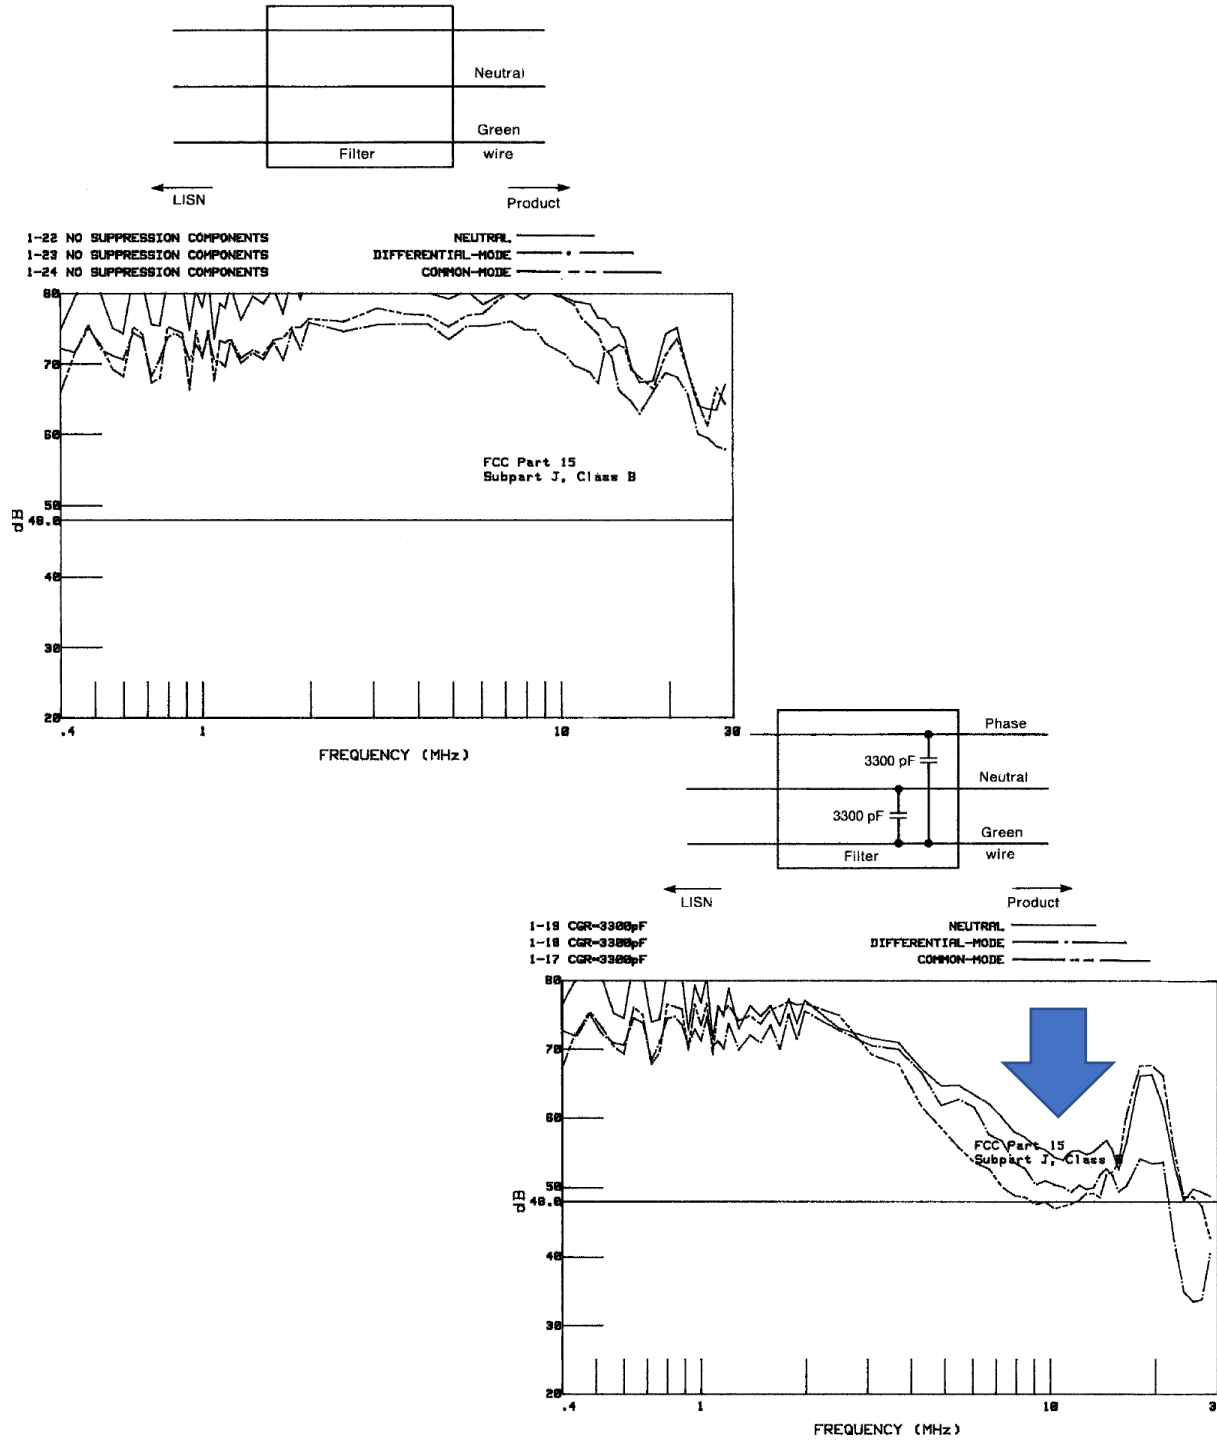 Neutral
Green
Filter wire
LISN
Product
1-22 NO SUPPRESSION COMPONENTS NEUTRAL
1-23 NO SUPPRESSION COMPONENTS DIFFERENTIAL-MODE
1-24 NO SUPPRESSION COMPONENTS COMMON-MODE
80
70
60
FCC Part 15
Subpart J, Class B
50
dB
48.0
40
30
20
.4 1 10 30
FREQUENCY (MHz)
Phase
3300 pF
Neutral
3300 pF
Green
Filter wire
LISN
Product
1-19 CGR=3300pF NEUTRAL
1-18 CGR=3300pF DIFFERENTIAL-MODE
1-17 CGR=3300pF COMMON-MODE
80
70
60
FCC Part 15
Subpart J, Class
50
dB
48.0
40
30
20
.4 1 10 3
FREQUENCY (MHz)